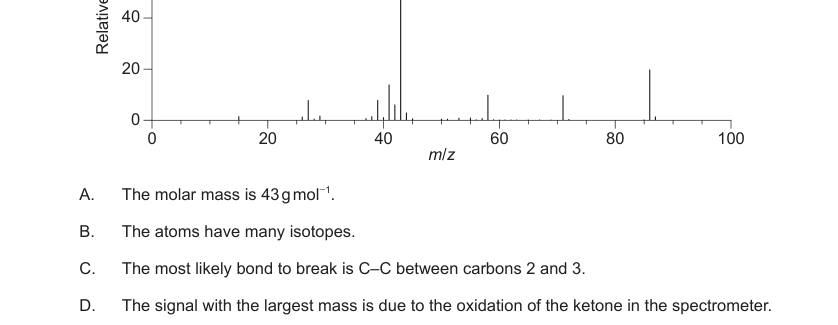 Relative
40
20
0
0 20 40 60 80 100
m/z
A. The molar mass is 43 g mol⁻¹.
B. The atoms have many isotopes.
C. The most likely bond to break is C–C between carbons 2 and 3.
D. The signal with the largest mass is due to the oxidation of the ketone in the spectrometer.